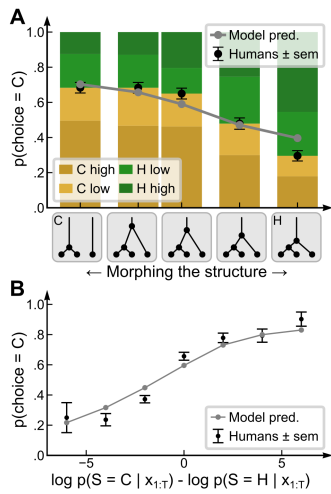 A
p(choice = C)
1.0
.8
.6
.4
.2
.0
Model pred.
Humans ± sem
C high
H low
C low
H high
C
H
← Morphing the structure →
B
p(choice = C)
1.0
.8
.6
.4
.2
.0
Model pred.
Humans ± sem
−5
0
5
log p(S = C | x1:T) - log p(S = H | x1:T)